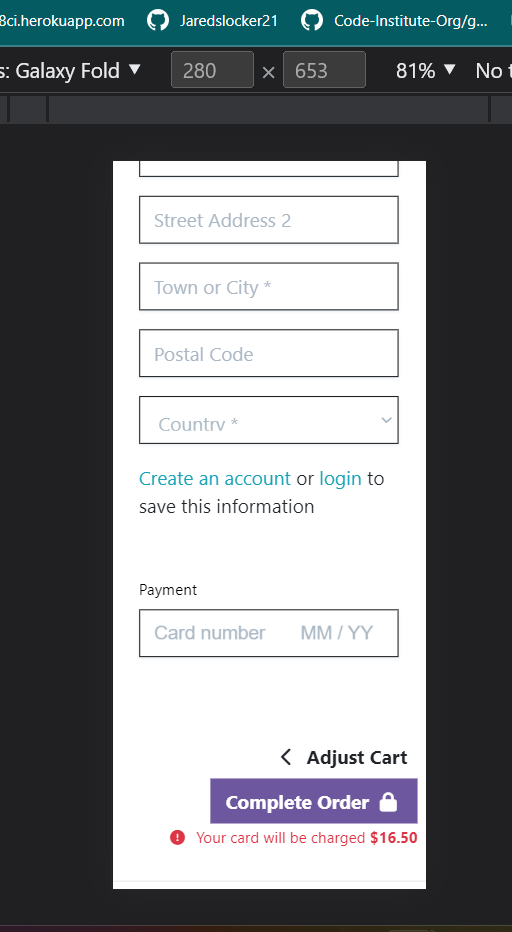 8ci.herokuapp.com Jaredslocker21 Code-Institute-Org/g...
s: Galaxy Fold ▼ 280 × 653 81% ▼ No t
Street Address 2
Town or City *
Postal Code
Country *
Create an account or login to
save this information
Payment
Card number MM / YY
Adjust Cart
Complete Order
Your card will be charged $16.50